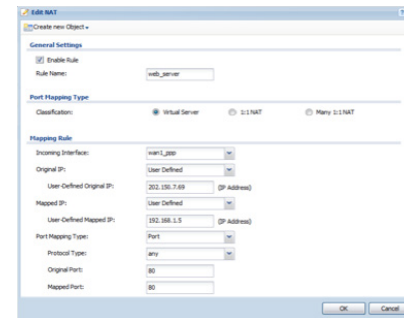 Edit NAT
?
Create new Object
General Settings
Enable Rule
Rule Name: web_server
Port Mapping Type
Classification: Virtual Server 1:1 NAT Many 1:1 NAT
Mapping Rule
Incoming Interface: wan1_ppp
Original IP: User Defined
User-Defined Original IP: 202.150.7.69 (IP Address)
Mapped IP: User Defined
User-Defined Mapped IP: 192.168.1.5 (IP Address)
Port Mapping Type: Port
Protocol Type: any
Original Port: 80
Mapped Port: 80
OK Cancel